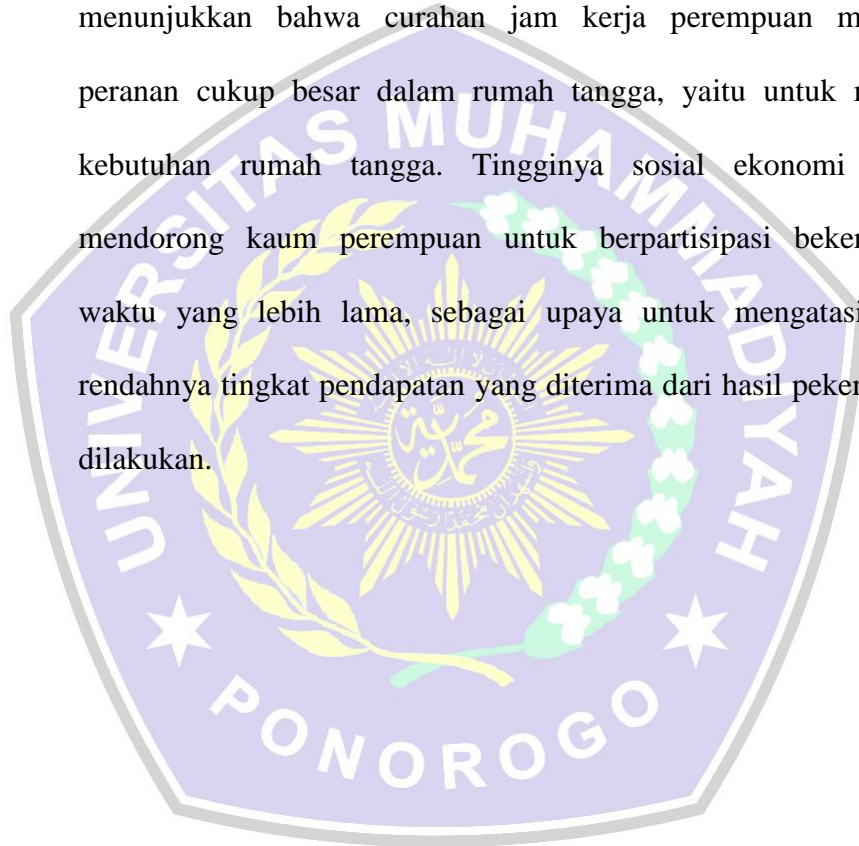 menunjukkan bahwa curahan jam kerja perempuan m
peranan cukup besar dalam rumah tangga, yaitu untuk
kebutuhan rumah tangga. Tingginya sosial ekonomi
mendorong kaum perempuan untuk berpartisipasi beker
waktu yang lebih lama, sebagai upaya untuk mengatasi
rendahnya tingkat pendapatan yang diterima dari hasil peker
dilakukan.
UNIVERSITAS MUHAMMADIYAH
PONOROGO